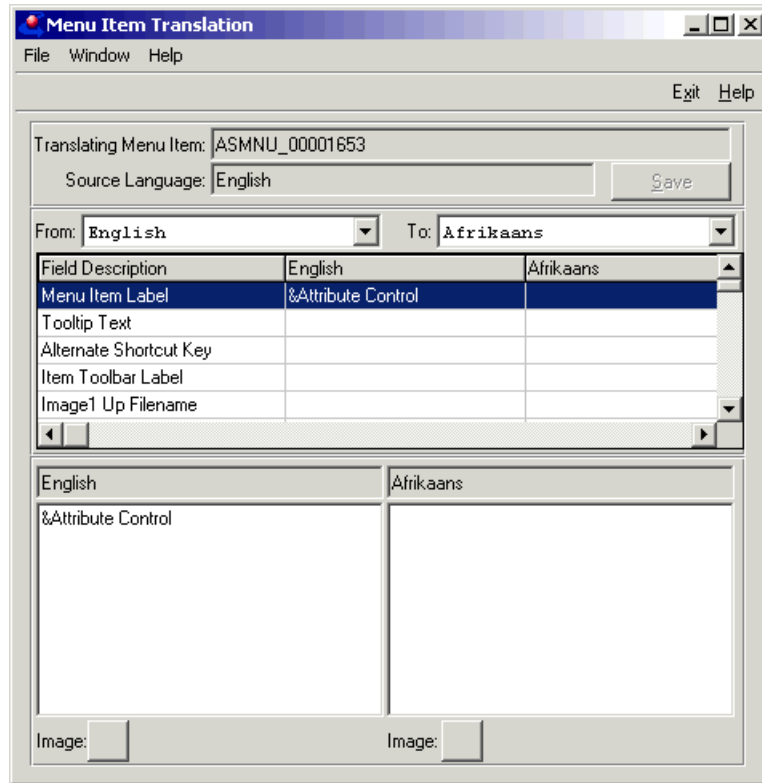 Menu Item Translation
File Window Help
Exit Help
Translating Menu Item: ASMNU_00001653
Source Language: English Save
From: English To: Afrikaans
Field Description English Afrikaans
Menu Item Label &Attribute Control
Tooltip Text
Alternate Shortcut Key
Item Toolbar Label
Image1 Up Filename
English Afrikaans
&Attribute Control
Image: Image: